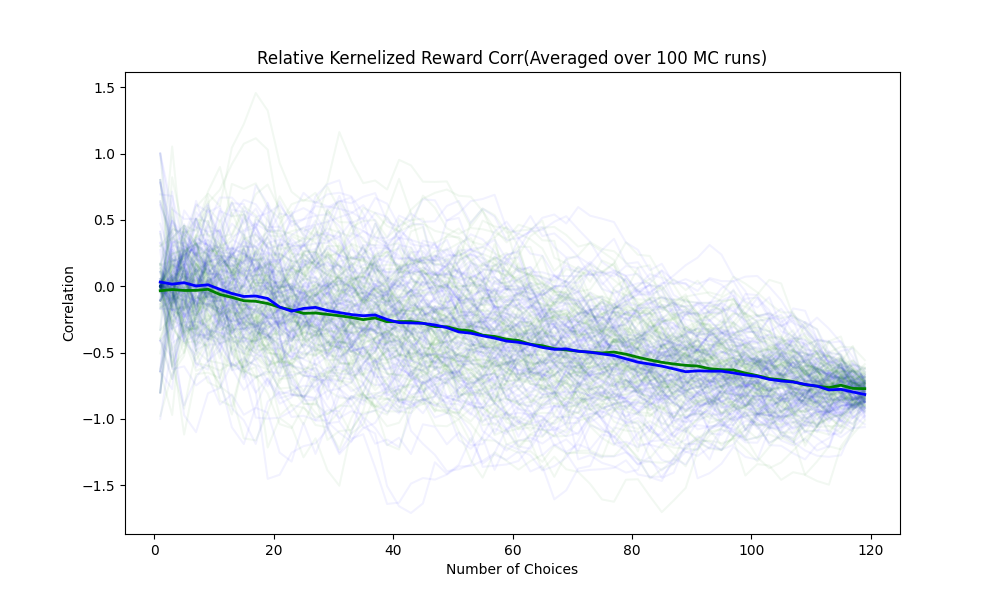 Relative Kernelized Reward Corr(Averaged over 100 MC runs)
1.5
1.0
0.5
0.0
−0.5
−1.0
−1.5
Correlation
0 20 40 60 80 100 120
Number of Choices